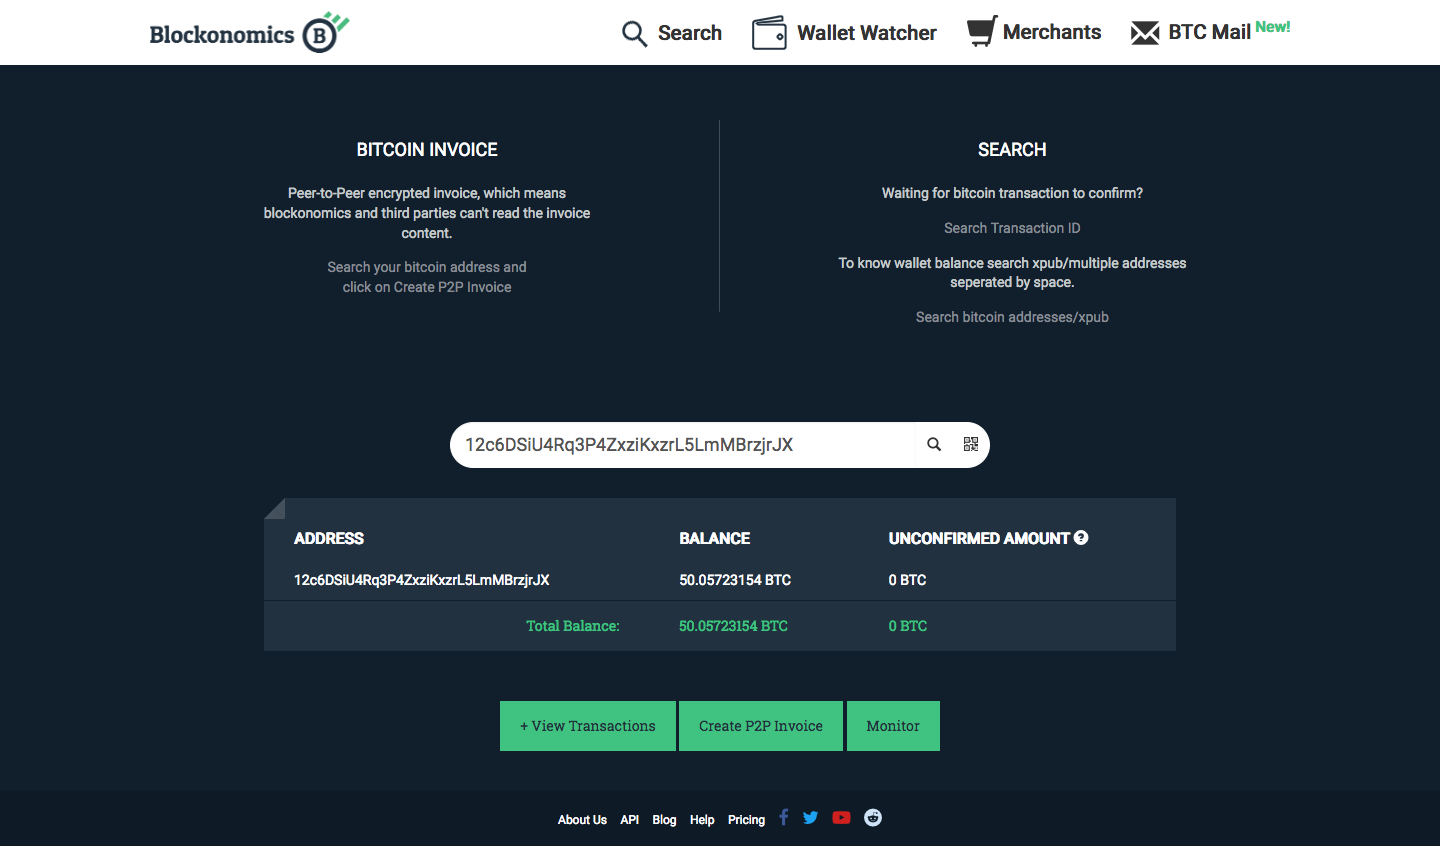 Blockonomics B
Search
Wallet Watcher
Merchants
BTC Mail New!
BITCOIN INVOICE
Peer-to-Peer encrypted invoice, which means
blockonomics and third parties can't read the invoice
content.
Search your bitcoin address and
click on Create P2P Invoice
SEARCH
Waiting for bitcoin transaction to confirm?
Search Transaction ID
To know wallet balance search xpub/multiple addresses
seperated by space.
Search bitcoin addresses/xpub
12c6DSiU4Rq3P4ZxziKxzrL5LmMBrzjrJX
ADDRESS BALANCE UNCONFIRMED AMOUNT ?
12c6DSiU4Rq3P4ZxziKxzrL5LmMBrzjrJX 50.05723154 BTC 0 BTC
Total Balance: 50.05723154 BTC 0 BTC
+ View Transactions
Create P2P Invoice
Monitor
About Us API Blog Help Pricing